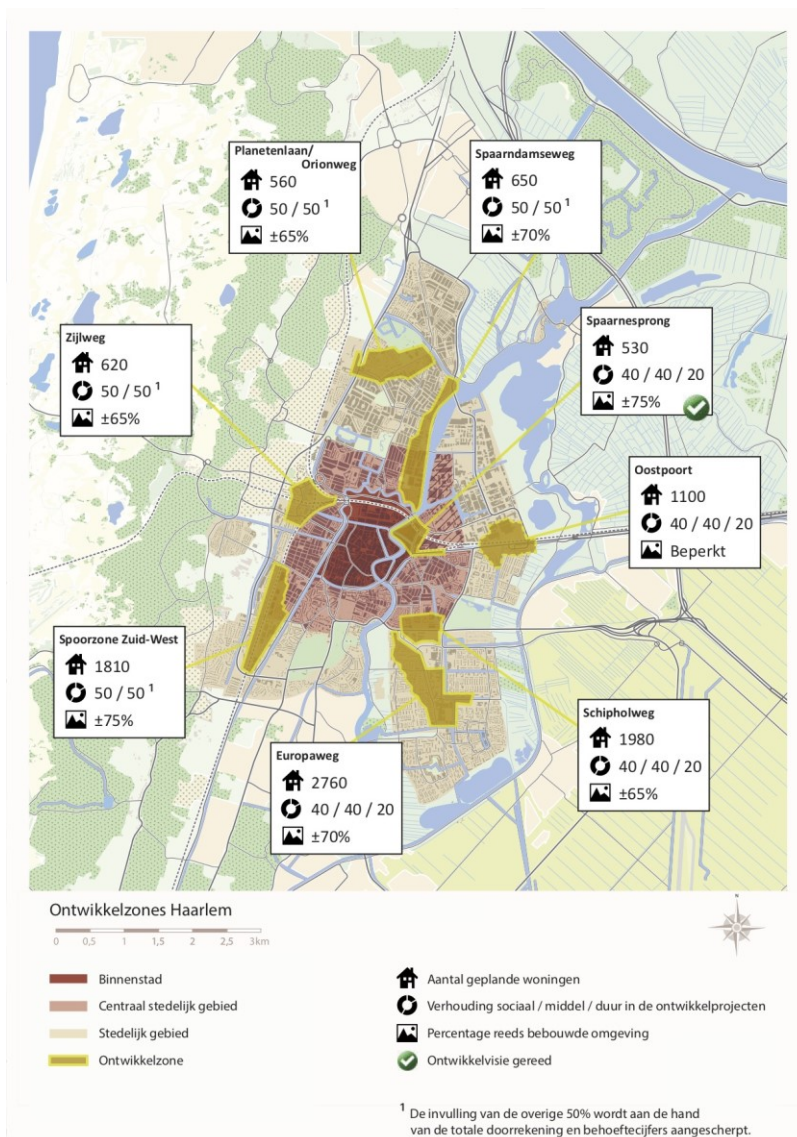 Planetenlaan/
Orionweg
560
50 / 50 ¹
±65%
Spaarndamseweg
650
50 / 50 ¹
±70%
Zijlweg
620
50 / 50 ¹
±65%
Spaarnesprong
530
40 / 40 / 20
±75%
Oostpoort
1100
40 / 40 / 20
Beperkt
Spoorzone Zuid-West
1810
50 / 50 ¹
±75%
Schipholweg
1980
40 / 40 / 20
±65%
Europaweg
2760
40 / 40 / 20
±70%
Ontwikkelzones Haarlem
0 0,5 1 1,5 2 2,5 3km
N
Binnenstad
Centraal stedelijk gebied
Stedelijk gebied
Ontwikkelzone
Aantal geplande woningen
Verhouding sociaal / middel / duur in de ontwikkelprojecten
Percentage reeds bebouwde omgeving
Ontwikkelvisie gereed
¹ De invulling van de overige 50% wordt aan de hand
van de totale doorrekening en behoeftecijfers aangescherpt.